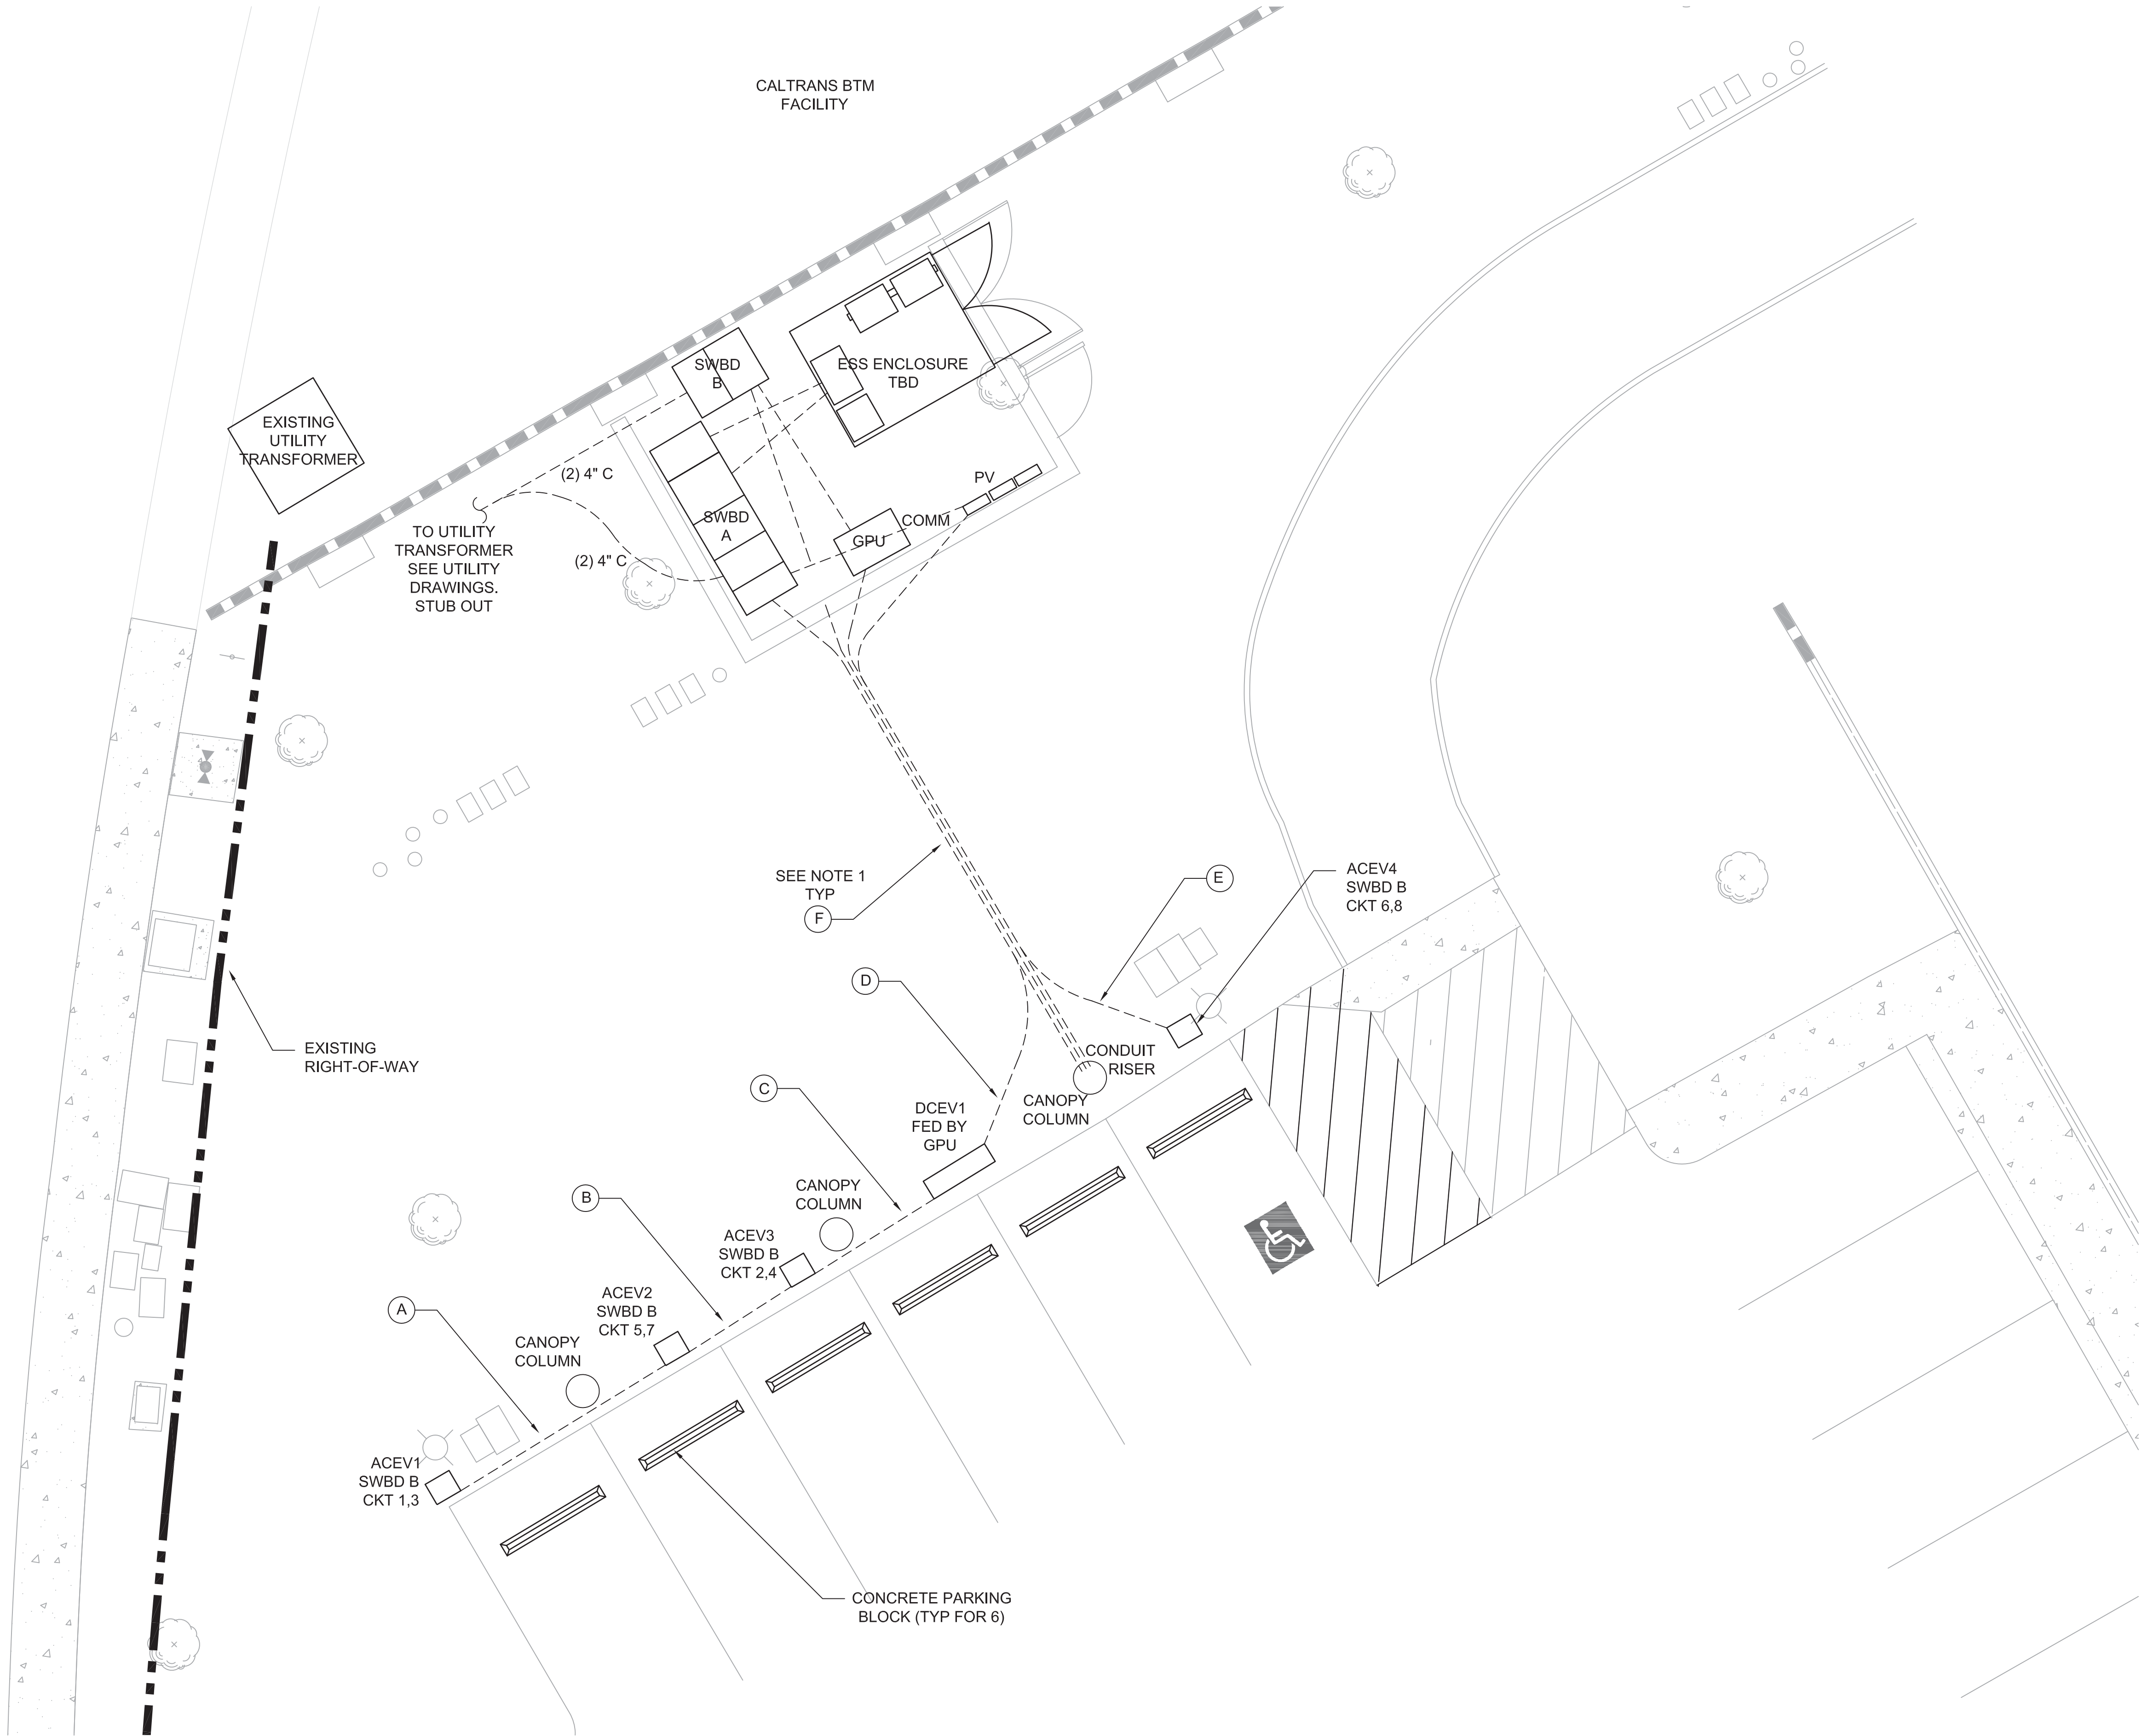 CALTRANS BTM
FACILITY
SWBD
B
ESS ENCLOSURE
TBD
EXISTING
UTILITY
TRANSFORMER
(2) 4" C
PV
SWBD
A
COMM
GPU
TO UTILITY
TRANSFORMER
SEE UTILITY
DRAWINGS.
STUB OUT
(2) 4" C
SEE NOTE 1
TYP
F
E
ACEV4
SWBD B
CKT 6,8
D
EXISTING
RIGHT-OF-WAY
CONDUIT
RISER
C
CANOPY
COLUMN
DCEV1
FED BY
GPU
B
CANOPY
COLUMN
ACEV3
SWBD B
CKT 2,4
A
ACEV2
SWBD B
CKT 5,7
CANOPY
COLUMN
ACEV1
SWBD B
CKT 1,3
CONCRETE PARKING
BLOCK (TYP FOR 6)